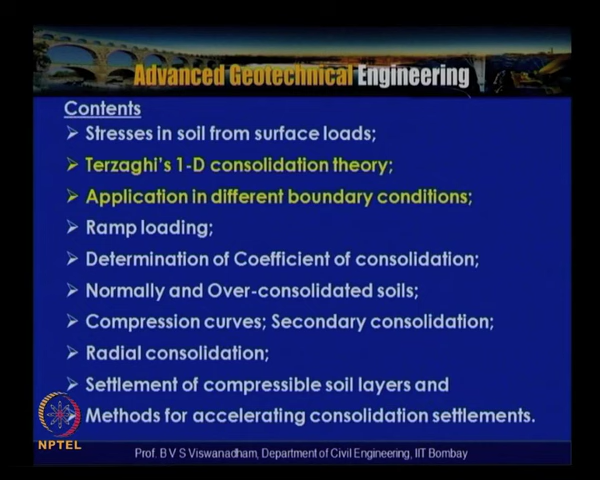 Advanced Geotechnical Engineering
Contents
➢ Stresses in soil from surface loads;
➢ Terzaghi's 1-D consolidation theory;
➢ Application in different boundary conditions;
➢ Ramp loading;
➢ Determination of Coefficient of consolidation;
➢ Normally and Over-consolidated soils;
➢ Compression curves; Secondary consolidation;
➢ Radial consolidation;
➢ Settlement of compressible soil layers and
➢ Methods for accelerating consolidation settlements.
NPTEL
Prof. B V S Viswanadham, Department of Civil Engineering, IIT Bombay